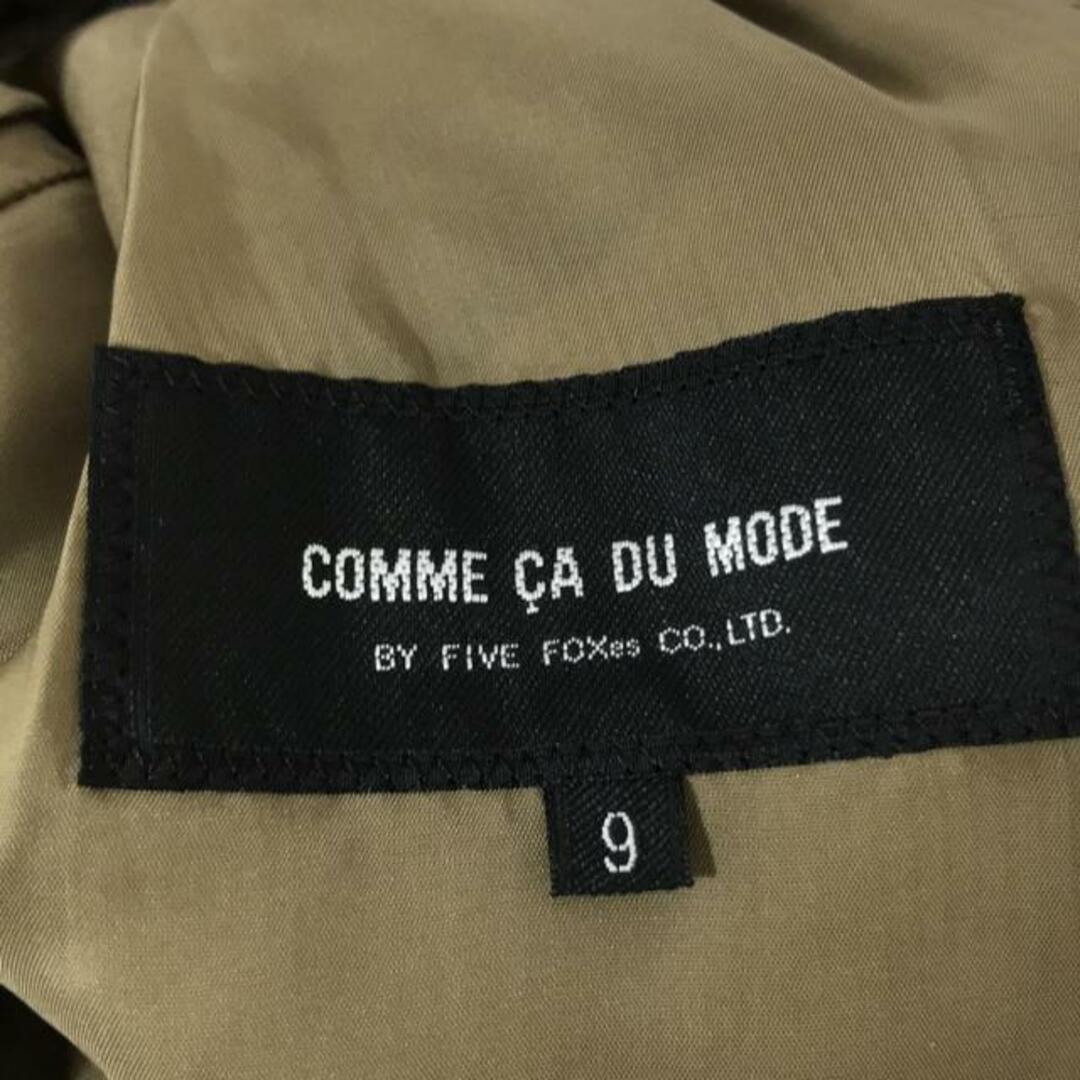 COMME ÇA DU MODE
BY FIVE FOXes CO., LTD.
9